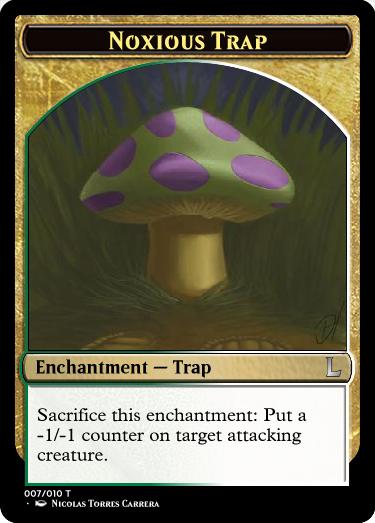 Noxious Trap
Enchantment — Trap
L
Sacrifice this enchantment: Put a
-1/-1 counter on target attacking
creature.
007/010 T
· Nicolas Torres Carrera